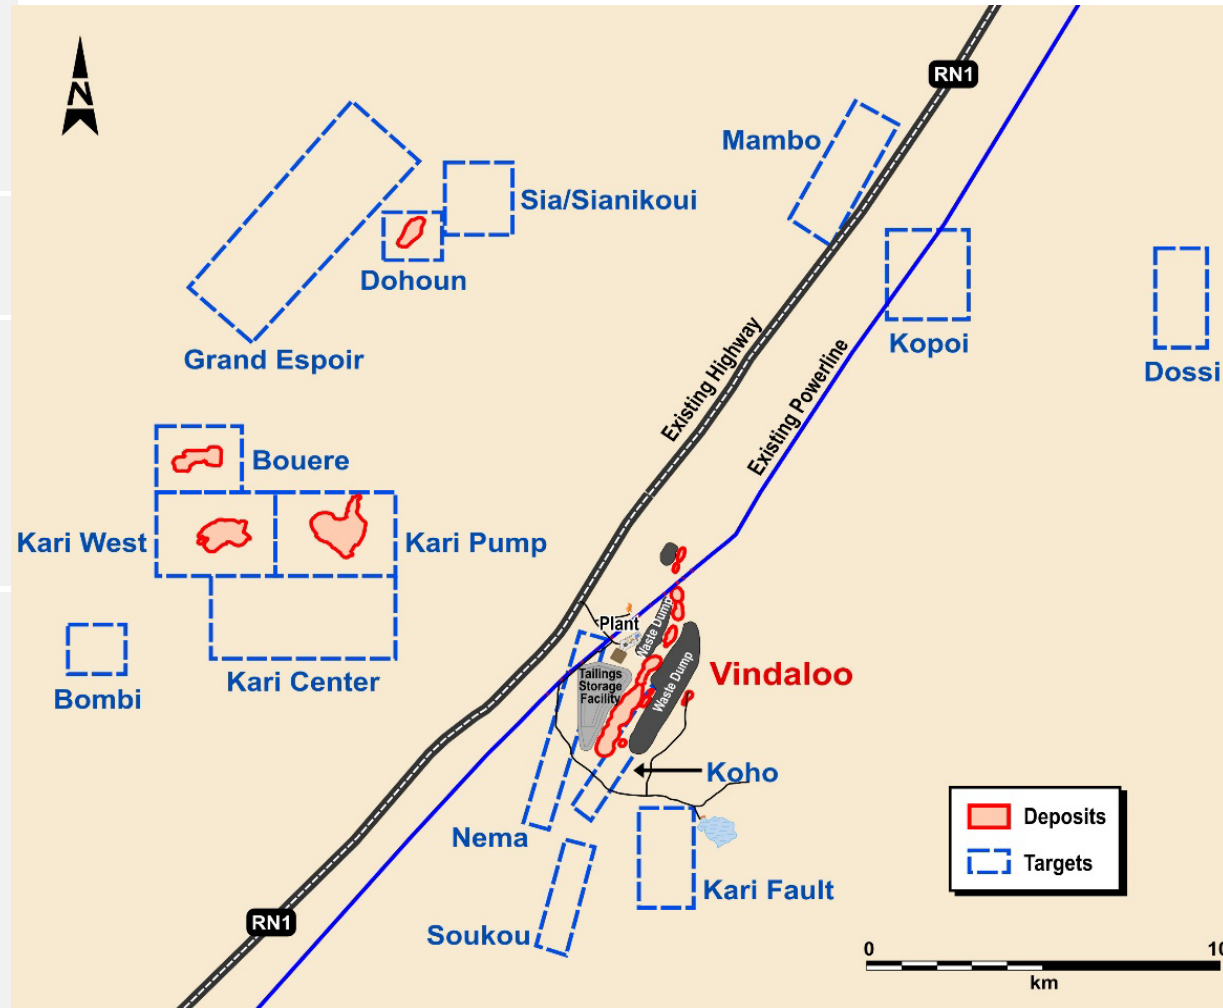 RN1
N
Mambo
Sia/Sianikoui
Dohoun
Kopoi
Grand Espoir
Dossi
Existing Highway
Existing Powerline
Bouere
Kari West
Kari Pump
Plant
Waste Dump
Vindaloo
Tailings
Storage
Facility
Waste Dump
Kari Center
Bombi
Koho
Nema
Kari Fault
Soukou
RN1
Deposits
Targets
0
10
km